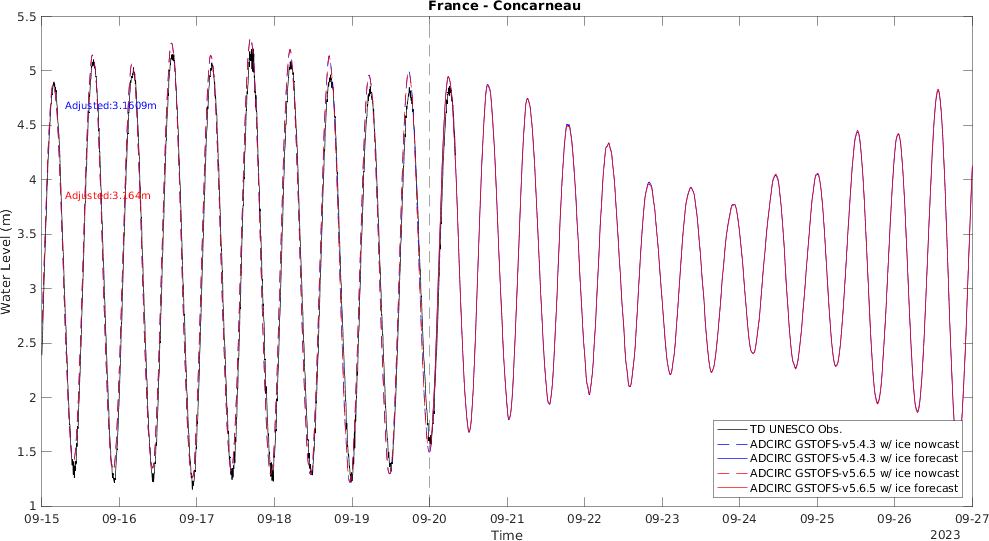 France - Concarneau
5.5
5
4.5
4
3.5
3
2.5
2
1.5
1
Water Level (m)
Adjusted:3.1609m
Adjusted:3.164m
TD UNESCO Obs.
ADCIRC GSTOFS-v5.4.3 w/ ice nowcast
ADCIRC GSTOFS-v5.4.3 w/ ice forecast
ADCIRC GSTOFS-v5.6.5 w/ ice nowcast
ADCIRC GSTOFS-v5.6.5 w/ ice forecast
09-15 09-16 09-17 09-18 09-19 09-20 09-21 09-22 09-23 09-24 09-25 09-26 09-27
Time
2023